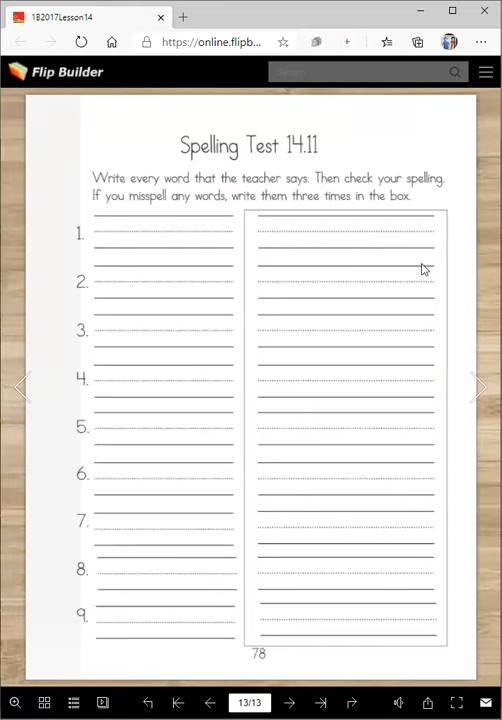 1B2017Lesson14
https://online.flipb...
Flip Builder
Spelling Test 14.11
Write every word that the teacher says. Then check your spelling.
If you misspell any words, write them three times in the box.
1.
2.
3.
4.
5.
6.
7.
8.
9.
78
13/13